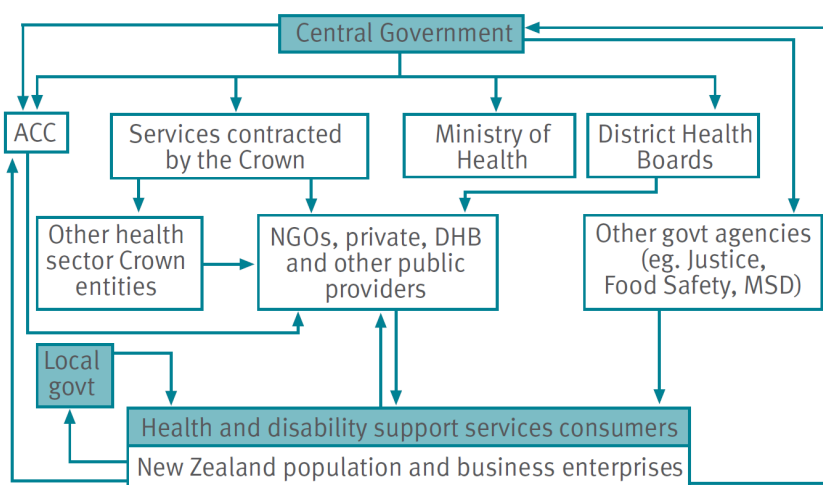 Central Government
ACC
Services contracted
by the Crown
Ministry of
Health
District Health
Boards
Other health
sector Crown
entities
NGOs, private, DHB
and other public
providers
Other govt agencies
(eg. Justice,
Food Safety, MSD)
Local
govt
Health and disability support services consumers
New Zealand population and business enterprises